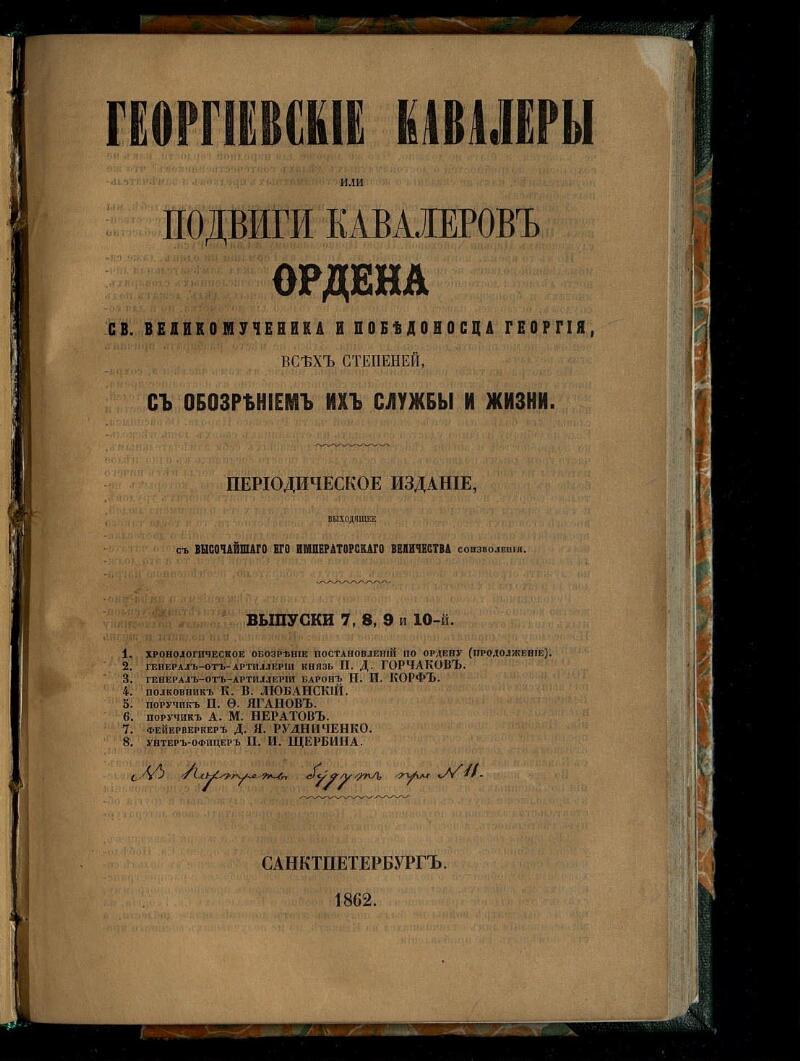 ГЕОРГІЕВСКІЕ КАВАЛЕРЫ
ИЛИ
ПОДВИГИ КАВАЛЕРОВЪ
ОРДЕНА
СВ. ВЕЛИКОМУЧЕНИКА И ПОБѢДОНОСЦА ГЕОРГІЯ,
ВСѢХЪ СТЕПЕНЕЙ,
СЪ ОБОЗРѢНІЕМЪ ИХЪ СЛУЖБЫ И ЖИЗНИ.
ПЕРІОДИЧЕСКОЕ ИЗДАНІЕ,
ВЫХОДЯЩЕЕ
съ ВЫСОЧАЙШАГО ЕГО ИМПЕРАТОРСКАГО ВЕЛИЧЕСТВА соизволенія.
ВЫПУСКИ 7, 8, 9 и 10-й.
1. ХРОНОЛОГИЧЕСКОЕ ОБОЗРѢНІЕ ПОСТАНОВЛЕНІЙ ПО ОРДЕНУ (ПРОДОЛЖЕНІЕ).
2. ГЕНЕРАЛЪ-ОТЪ-АРТИЛЛЕРІИ КНЯЗЬ П. Д. ГОРЧАКОВЪ.
3. ГЕНЕРАЛЪ-ОТЪ-АРТИЛЛЕРІИ БАРОНЪ Н. И. КОРФЪ.
4. ПОЛКОВНИКЪ К. В. ЛЮБАНСКІЙ.
5. ПОРУЧИКЪ П. Ѳ. ЯГАНОВЪ.
6. ПОРУЧИКЪ А. М. НЕРАТОВЪ.
7. ФЕЙЕРВЕРКЕРЪ Д. Я. РУДНИЧЕНКО.
8. УНТЕРЪ-ОФИЦЕРЪ П. И. ЩЕРБИНА.
будутъ при № 11.
САНКТПЕТЕРБУРГЪ.
1862.